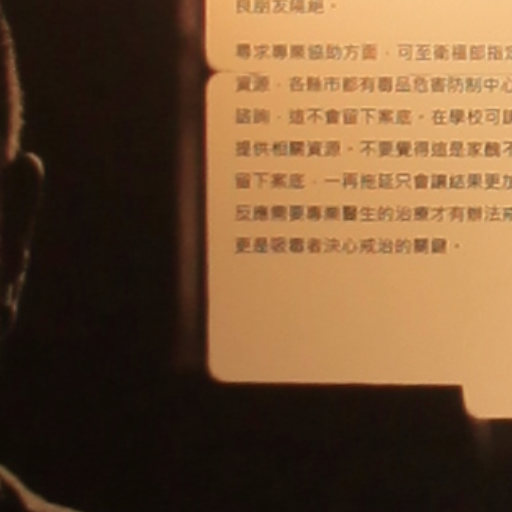 良朋友隔絕。
尋求專業協助方面，可至衛福部指定
資源，各縣市都有毒品危害防制中心
諮詢，這不會留下案底。在學校可
提供相關資源。不要覺得這是家醜不
留下案底，一再拖延只會讓結果更加
反應需要專業醫生的治療才有辦法戒
更是吸毒者決心戒治的關鍵。